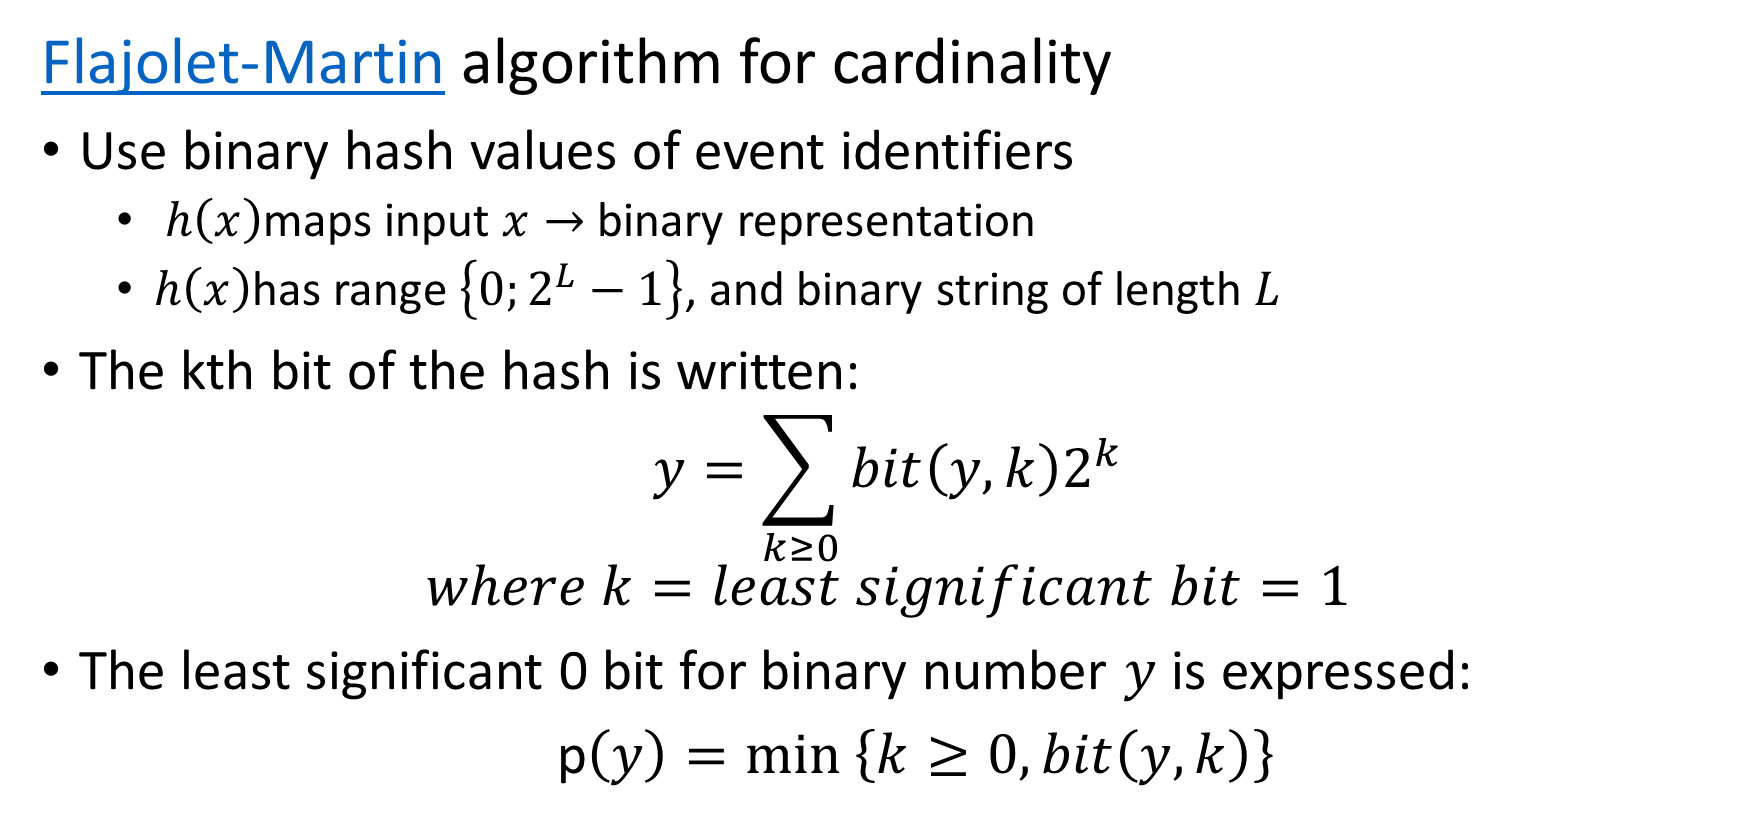 Flajolet-Martin algorithm for cardinality
• Use binary hash values of event identifiers
• h(x)maps input x → binary representation
• h(x)has range {0; 2^L − 1}, and binary string of length L
• The kth bit of the hash is written:
y = ∑_{k≥0} bit(y, k)2^k
where k = least significant bit = 1
• The least significant 0 bit for binary number y is expressed:
p(y) = min {k ≥ 0, bit(y, k)}